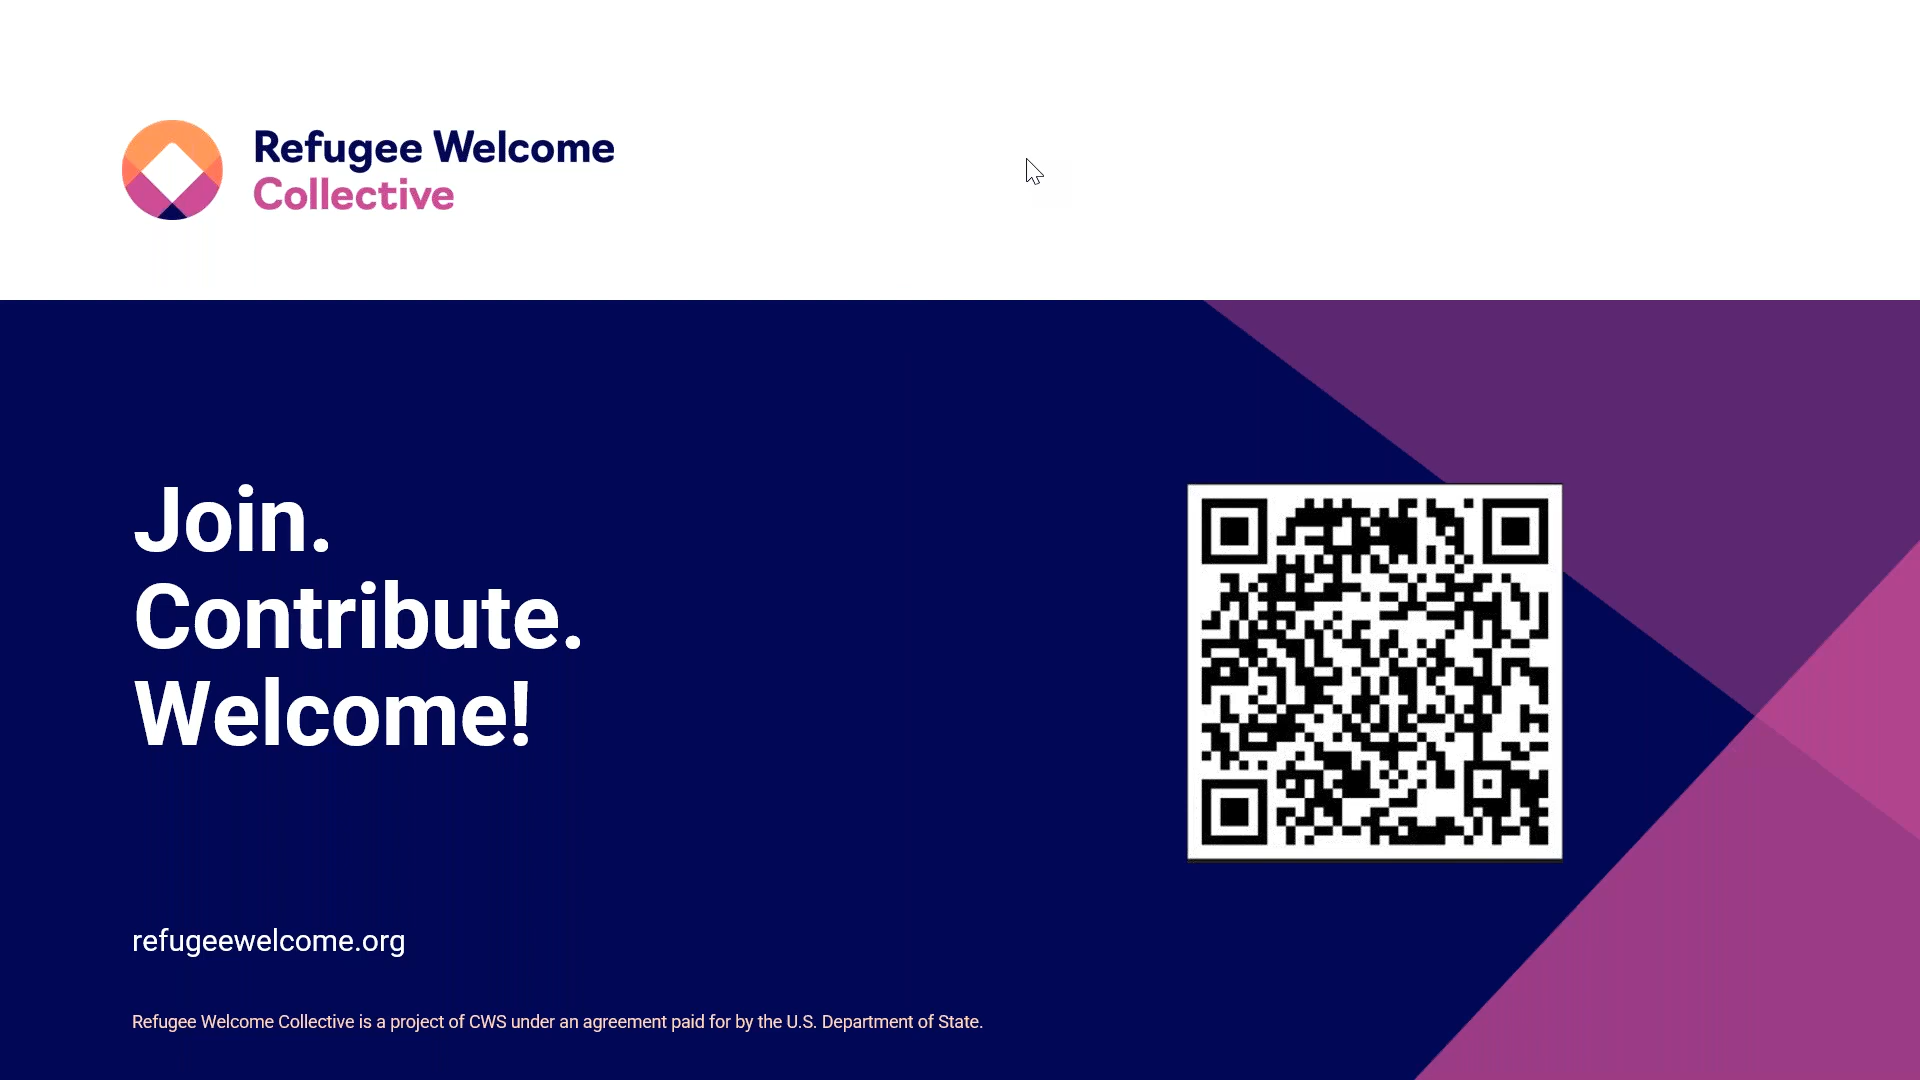 Refugee Welcome
Collective
Join.
Contribute.
Welcome!
refugeewelcome.org
Refugee Welcome Collective is a project of CWS under an agreement paid for by the U.S. Department of State.